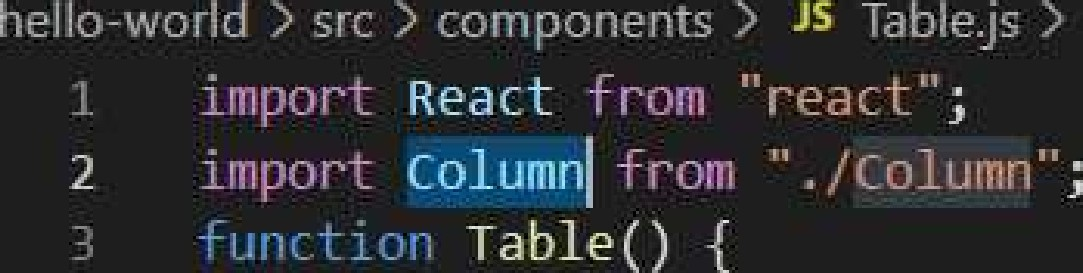 hello-world > src > components > JS Table.js >
1 import React from "react";
2 import Column from "./Column";
3 function Table() {